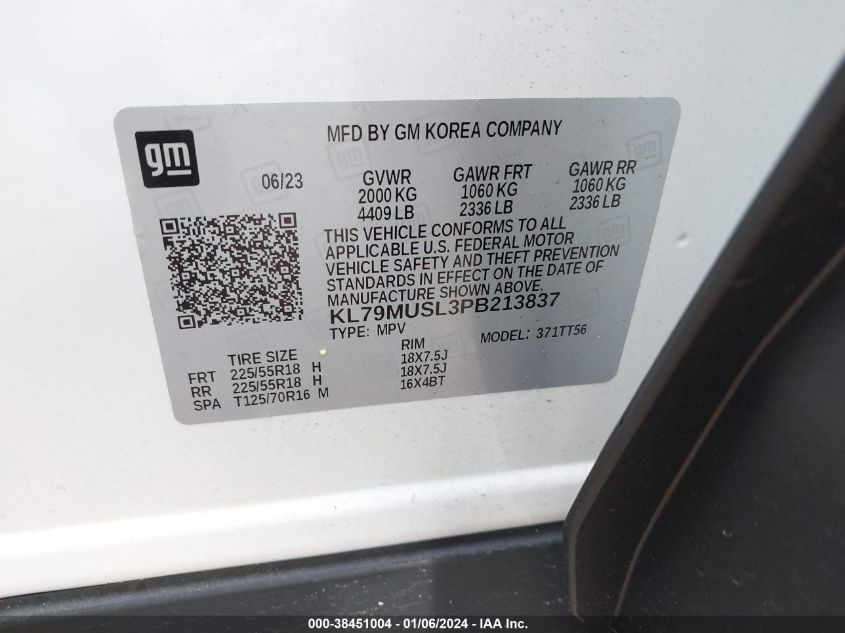 gm
MFD BY GM KOREA COMPANY
06/23
GVWR GAWR FRT GAWR RR
2000 KG 1060 KG 1060 KG
4409 LB 2336 LB 2336 LB
THIS VEHICLE CONFORMS TO ALL
APPLICABLE U.S. FEDERAL MOTOR
VEHICLE SAFETY AND THEFT PREVENTION
STANDARDS IN EFFECT ON THE DATE OF
MANUFACTURE SHOWN ABOVE.
KL79MUSL3PB213837
TYPE: MPV MODEL: 371TT56
TIRE SIZE RIM
FRT 225/55R18 H 18X7.5J
RR 225/55R18 H 18X7.5J
SPA T125/70R16 M 16X4BT
000-38451004 - 01/06/2024 - IAA Inc.